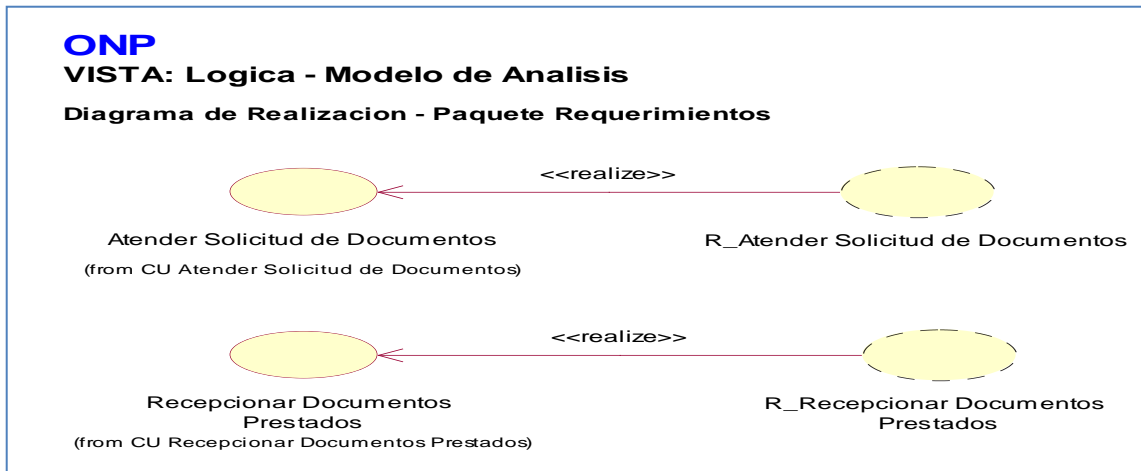 ONP
VISTA: Logica - Modelo de Analisis
Diagrama de Realizacion - Paquete Requerimientos
<<realize>>
Atender Solicitud de Documentos
R_Atender Solicitud de Documentos
(from CU Atender Solicitud de Documentos)
<<realize>>
Recepcionar Documentos
Prestados
R_Recepcionar Documentos
Prestados
(from CU Recepcionar Documentos Prestados)